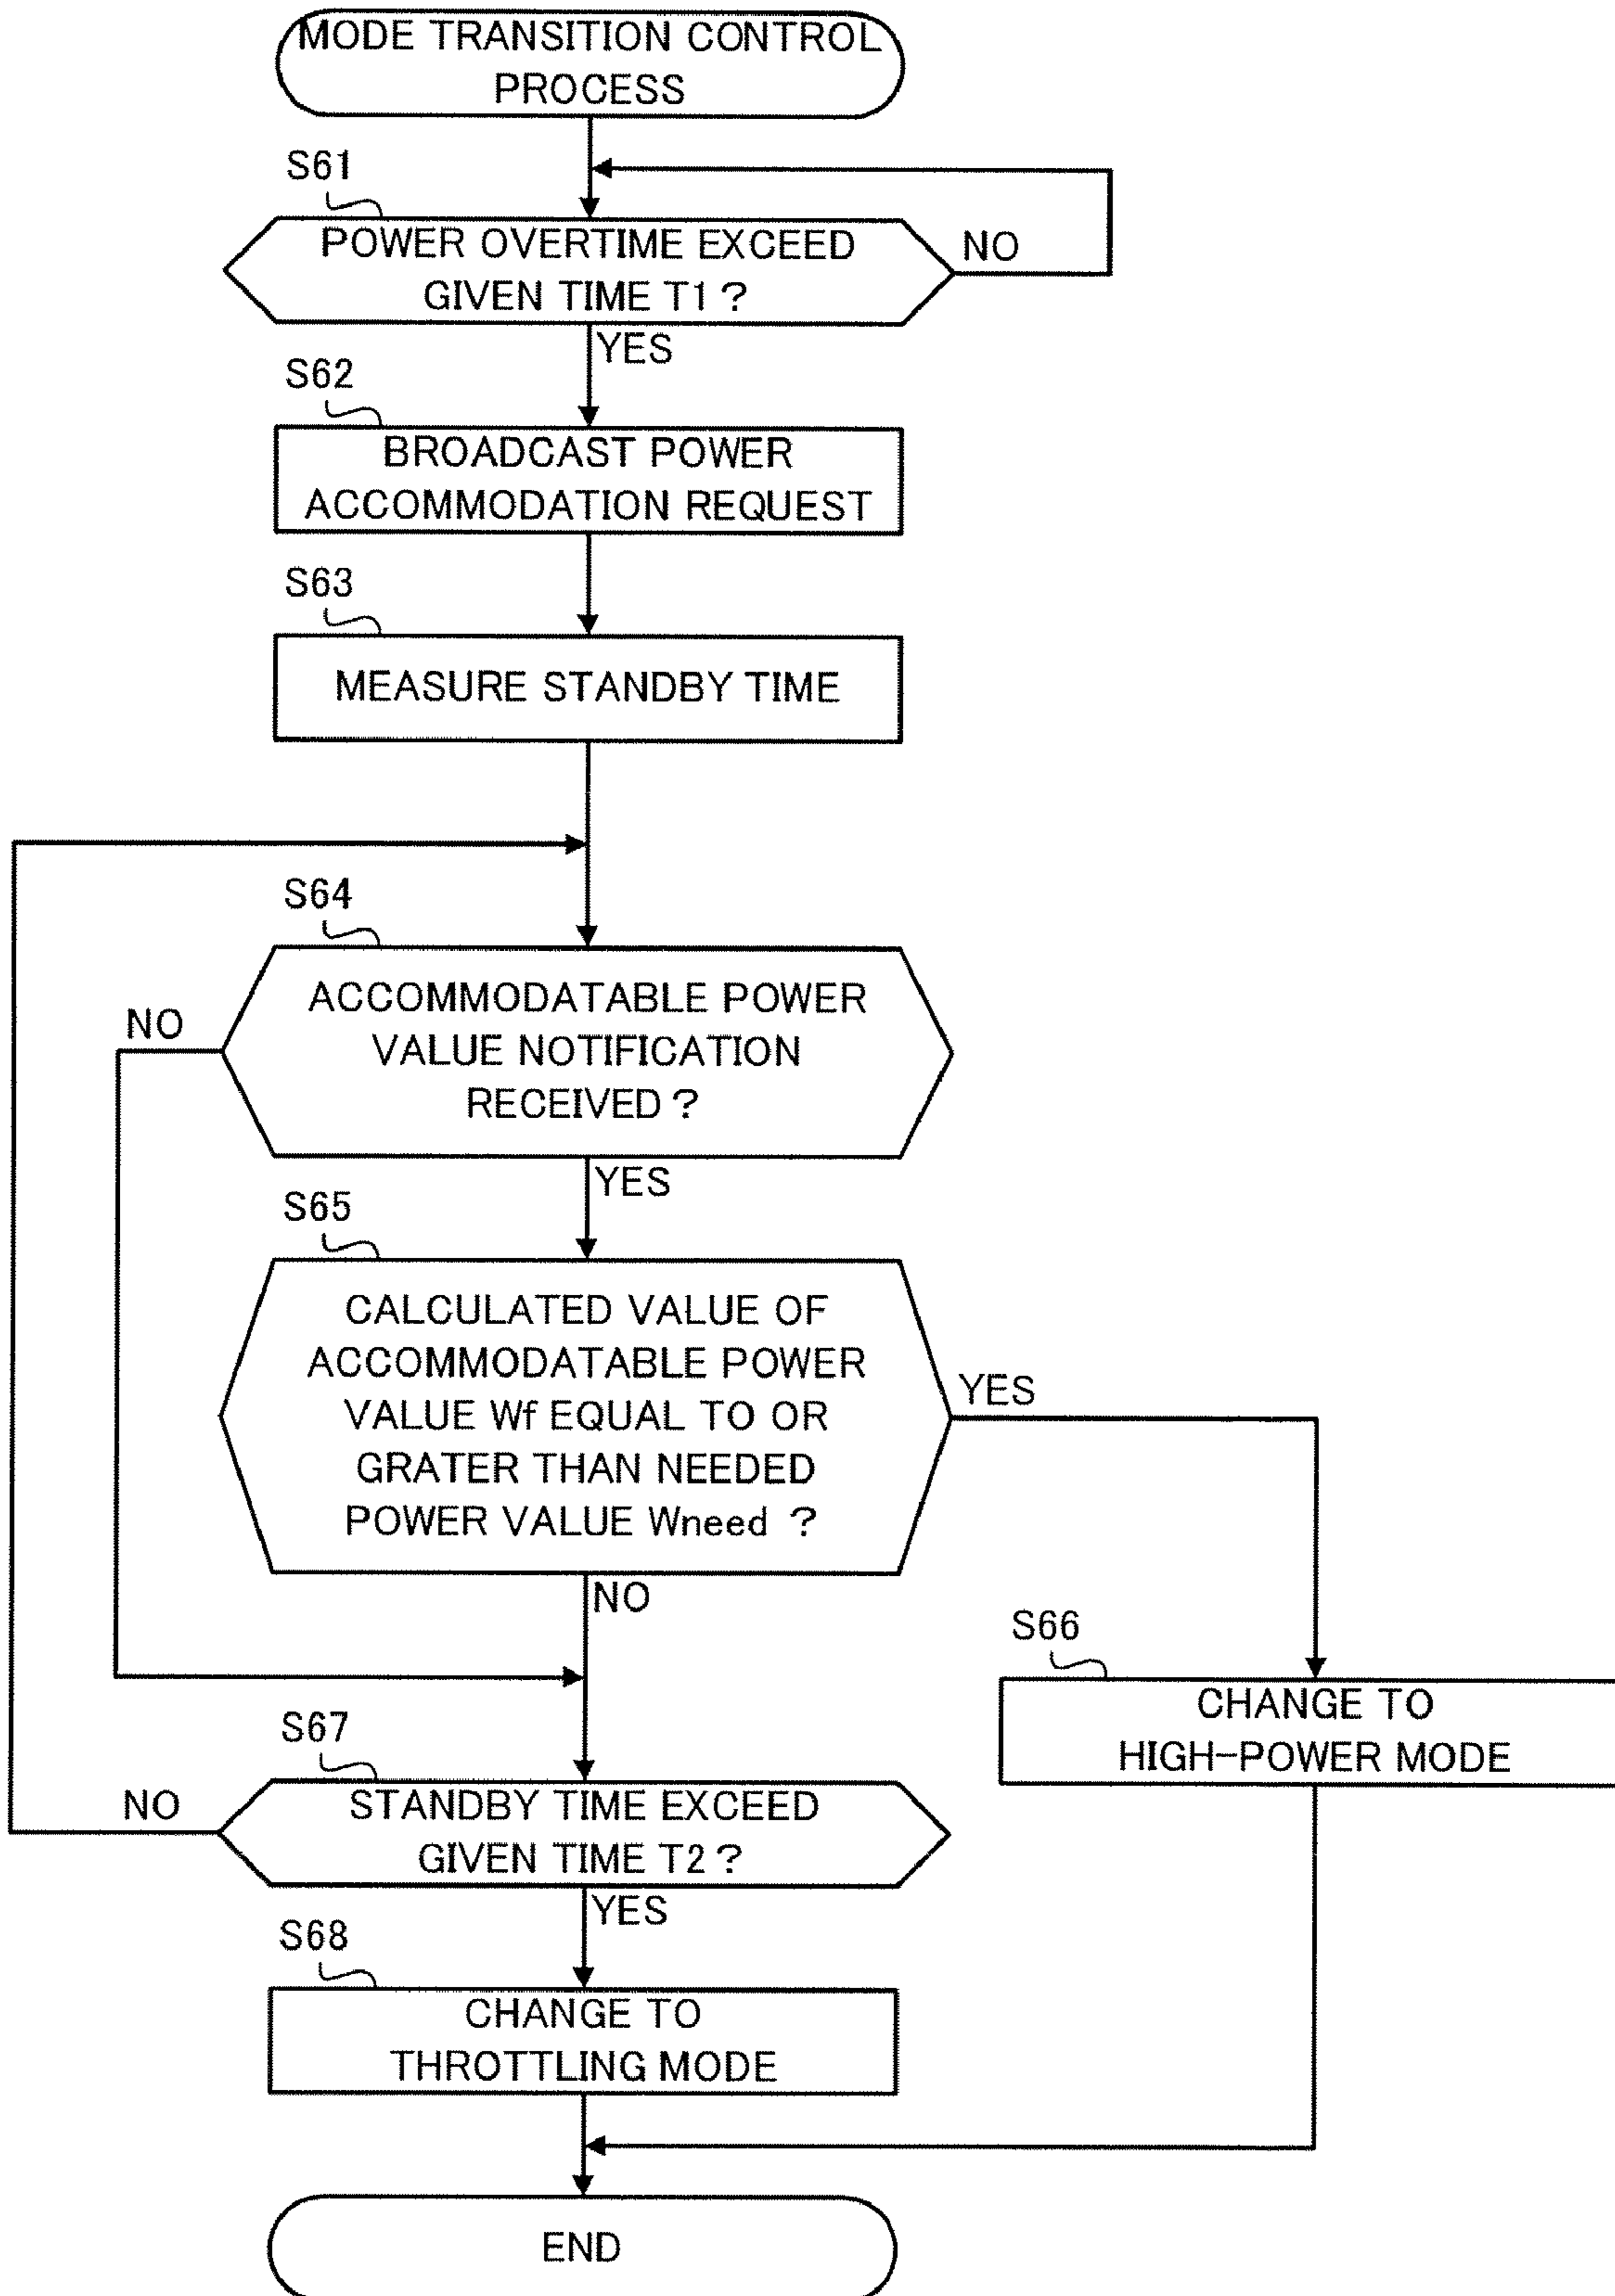 MODE TRANSITION CONTROL
PROCESS
S61
POWER OVERTIME EXCEED
GIVEN TIME T1 ?
NO
YES
S62
BROADCAST POWER
ACCOMMODATION REQUEST
S63
MEASURE STANDBY TIME
S64
ACCOMMODATABLE POWER
VALUE NOTIFICATION
RECEIVED ?
NO
YES
S65
CALCULATED VALUE OF
ACCOMMODATABLE POWER
VALUE Wf EQUAL TO OR
GRATER THAN NEEDED
POWER VALUE Wneed ?
YES
NO
S66
CHANGE TO
HIGH-POWER MODE
S67
STANDBY TIME EXCEED
GIVEN TIME T2 ?
NO
YES
S68
CHANGE TO
THROTTLING MODE
END